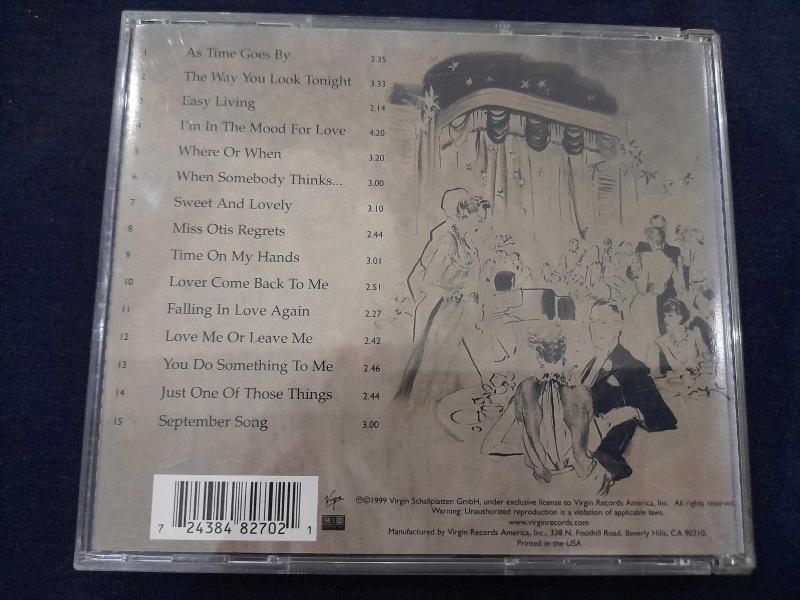 1 As Time Goes By 2.35
2 The Way You Look Tonight 3.33
3 Easy Living 2.14
4 I'm In The Mood For Love 4.20
5 Where Or When 3.20
6 When Somebody Thinks... 3.00
7 Sweet And Lovely 3.10
8 Miss Otis Regrets 2.44
9 Time On My Hands 3.01
10 Lover Come Back To Me 2.51
11 Falling In Love Again 2.27
12 Love Me Or Leave Me 2.42
13 You Do Something To Me 2.46
14 Just One Of Those Things 2.44
15 September Song 3.00
7 24384 82702 1
Virgin
℗©1999 Virgin Schallplatten GmbH, under exclusive license to Virgin Records America, Inc. All rights reserved.
Warning: Unauthorized reproduction is a violation of applicable laws.
www.virginrecords.com
Manufactured by Virgin Records America, Inc., 338 N. Foothill Road, Beverly Hills, CA 90210.
Printed in the USA